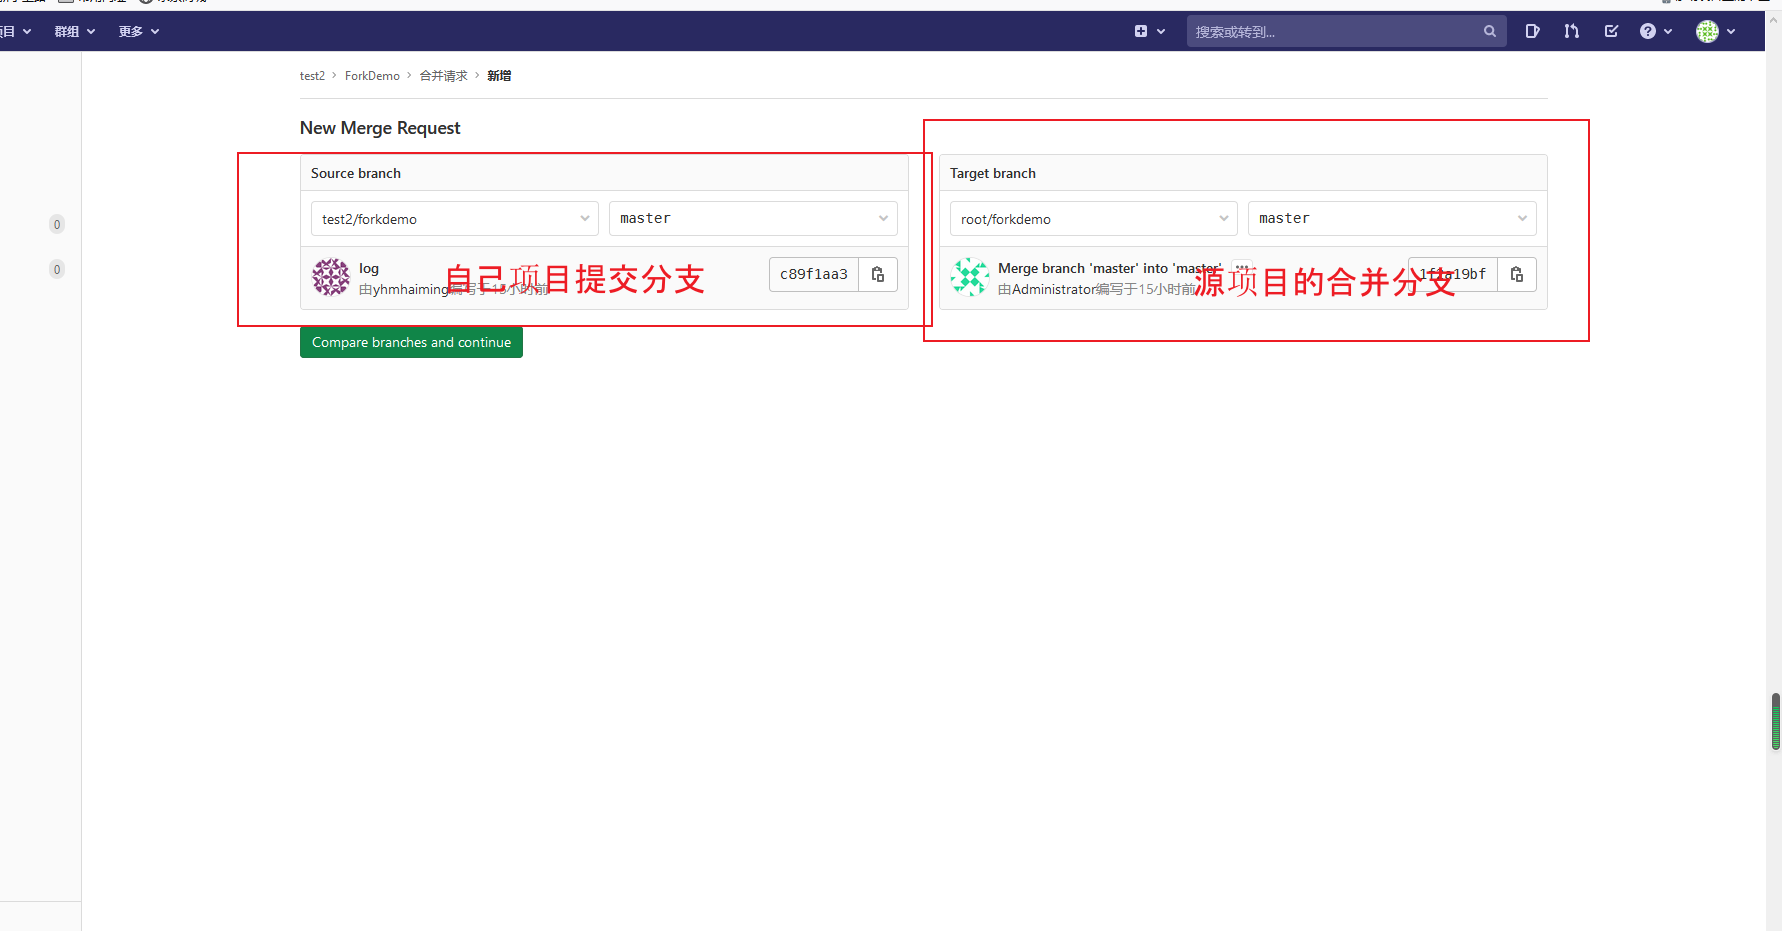 项目 群组 更多 搜索或转到...
test2 › ForkDemo › 合并请求 › 新增
New Merge Request
Source branch
test2/forkdemo master
log
由yhmhaiming编写于15小时前
c89f1aa3
自己项目提交分支
Target branch
root/forkdemo master
Merge branch 'master' into 'master'
由Administrator编写于15小时前
源项目的合并分支
Compare branches and continue
0
0